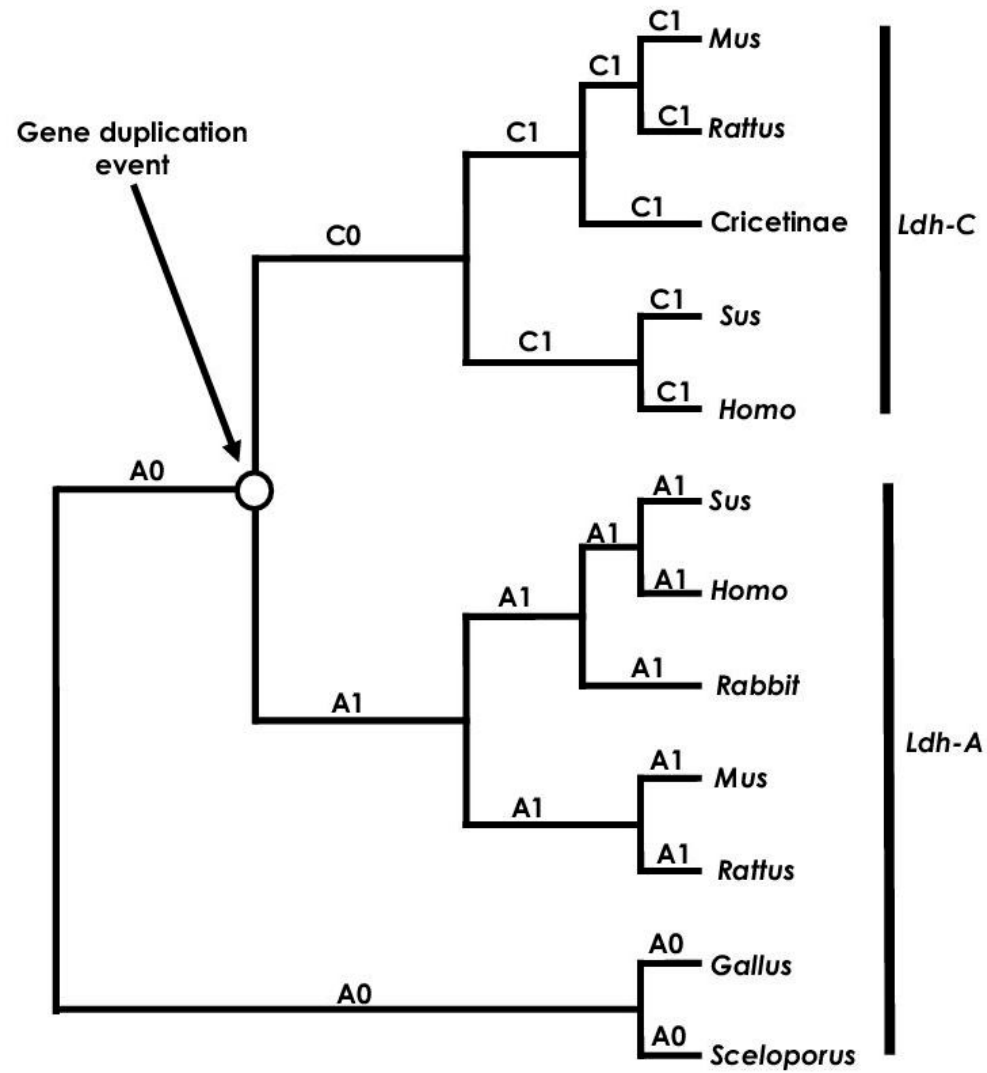 C1
Mus
C1
C1
Rattus
C1
Gene duplication
event
C1
Cricetinae
Ldh-C
C0
C1
Sus
C1
C1
Homo
A0
A1
Sus
A1
A1
Homo
A1
A1
Rabbit
A1
Ldh-A
A1
Mus
A1
A1
Rattus
A0
Gallus
A0
A0
Sceloporus